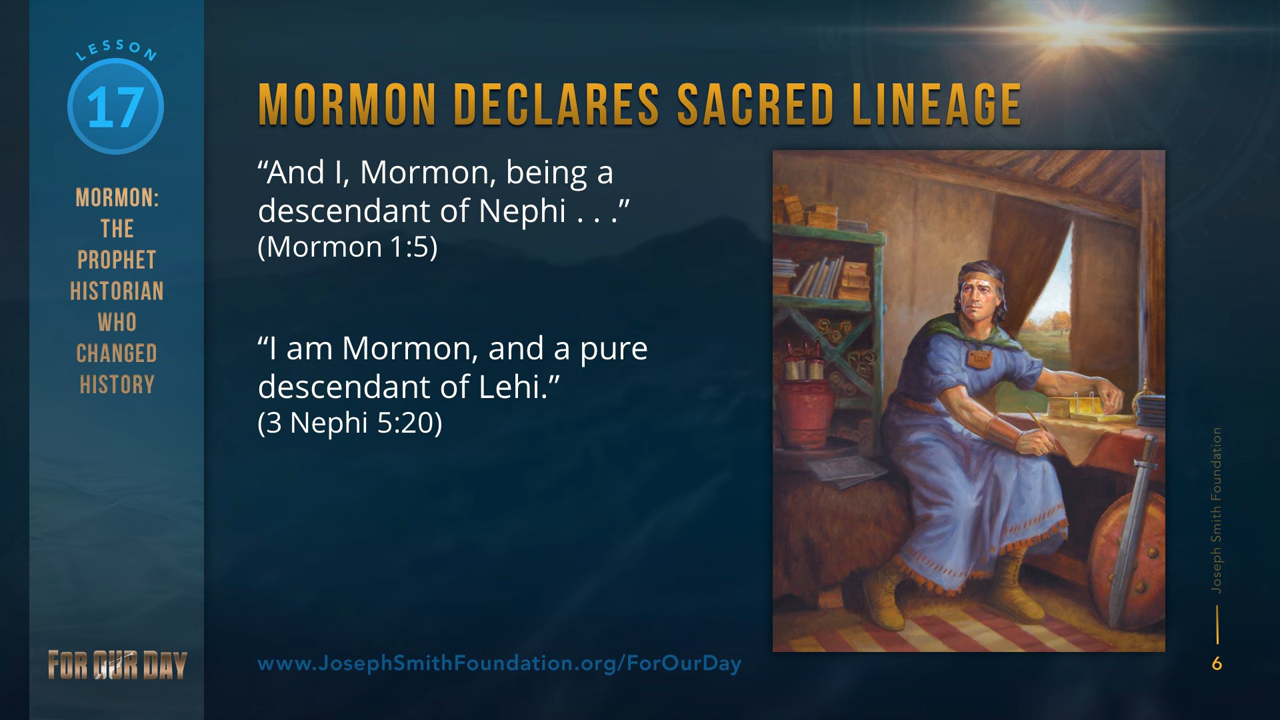 LESSON
17
MORMON:
THE
PROPHET
HISTORIAN
WHO
CHANGED
HISTORY
FOR OUR DAY
MORMON DECLARES SACRED LINEAGE
“And I, Mormon, being a
descendant of Nephi . . .”
(Mormon 1:5)
“I am Mormon, and a pure
descendant of Lehi.”
(3 Nephi 5:20)
www.JosephSmithFoundation.org/ForOurDay
Joseph Smith Foundation
6